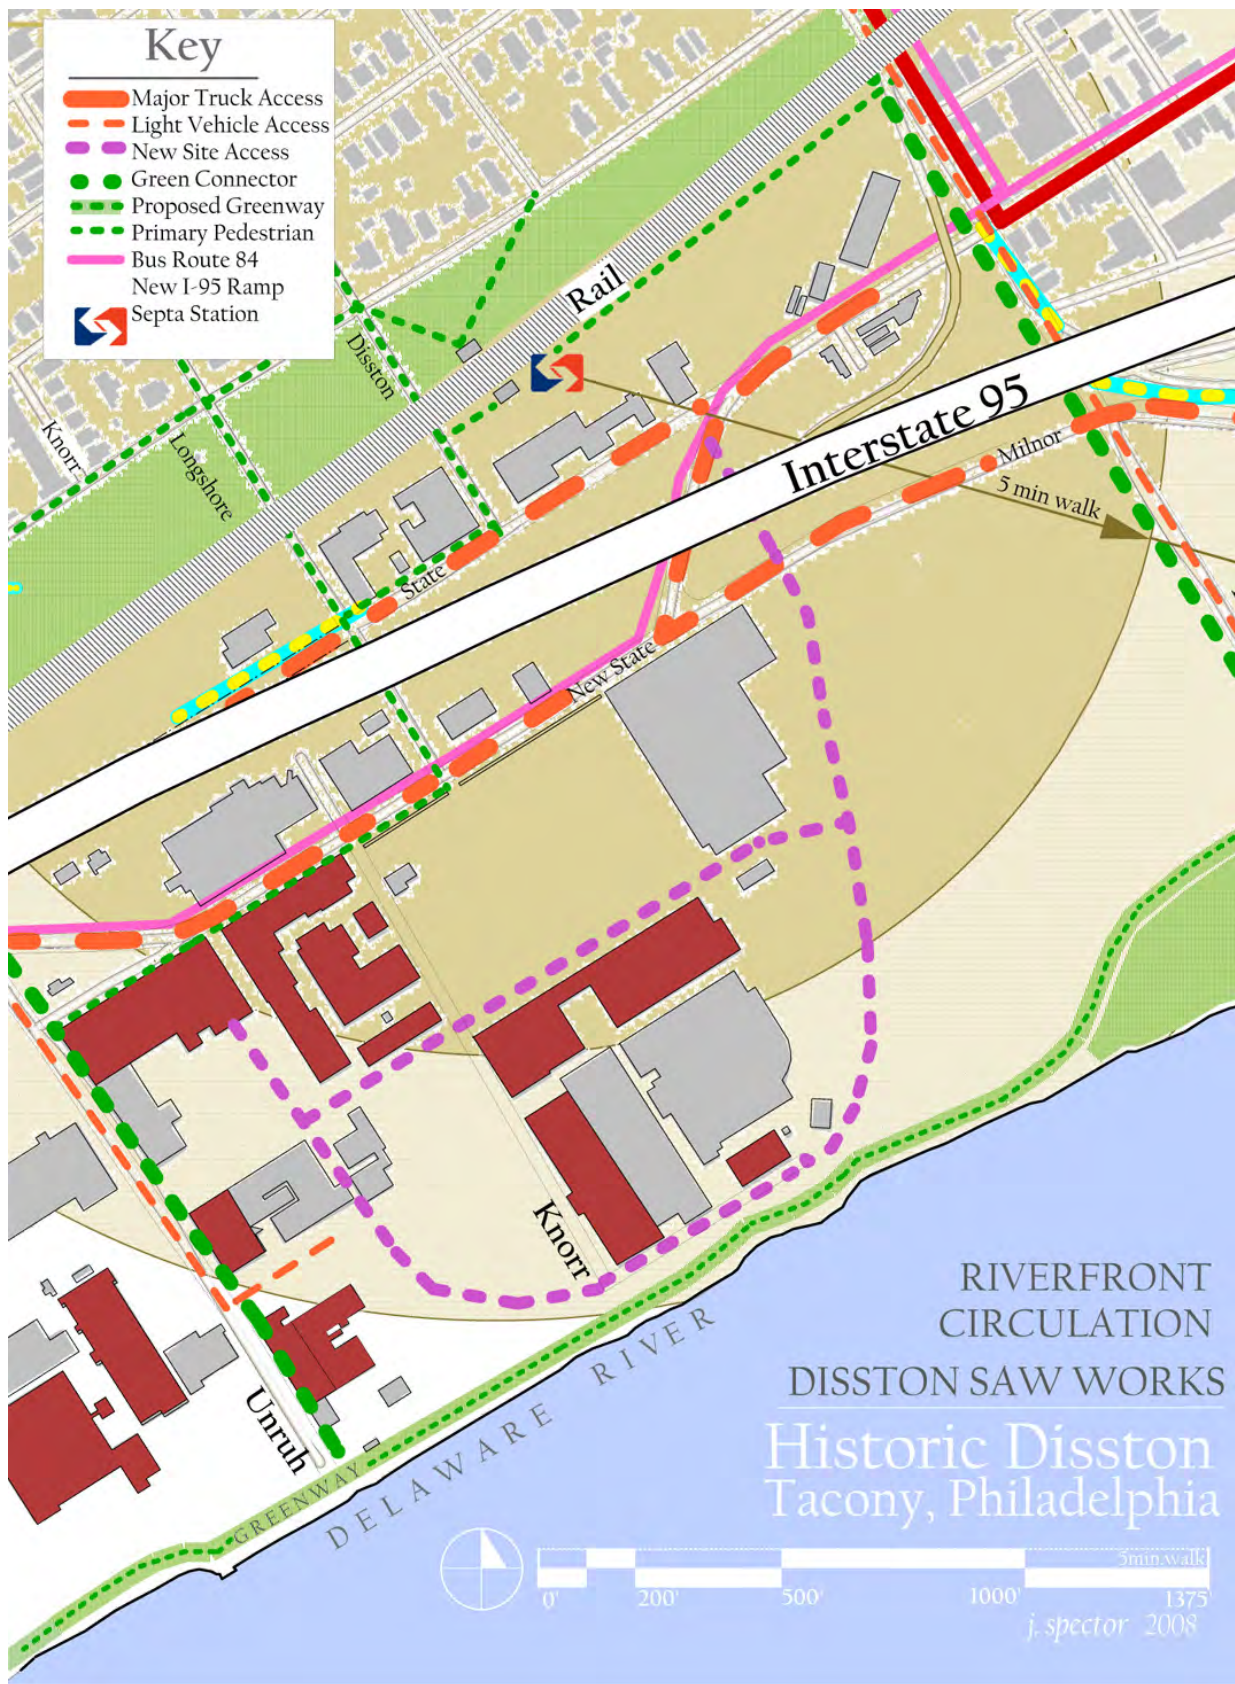 Key
Major Truck Access
Light Vehicle Access
New Site Access
Green Connector
Proposed Greenway
Primary Pedestrian
Bus Route 84
New I-95 Ramp
Septa Station
Rail
Disston
Knorr
Longshore
Interstate 95
Milnor
5 min walk
State
New State
Knorr
Unruh
GREENWAY
DELAWARE RIVER
RIVERFRONT
CIRCULATION
DISSTON SAW WORKS
Historic Disston
Tacony, Philadelphia
5min.walk
0' 200' 500' 1000' 1375'
j. spector 2008